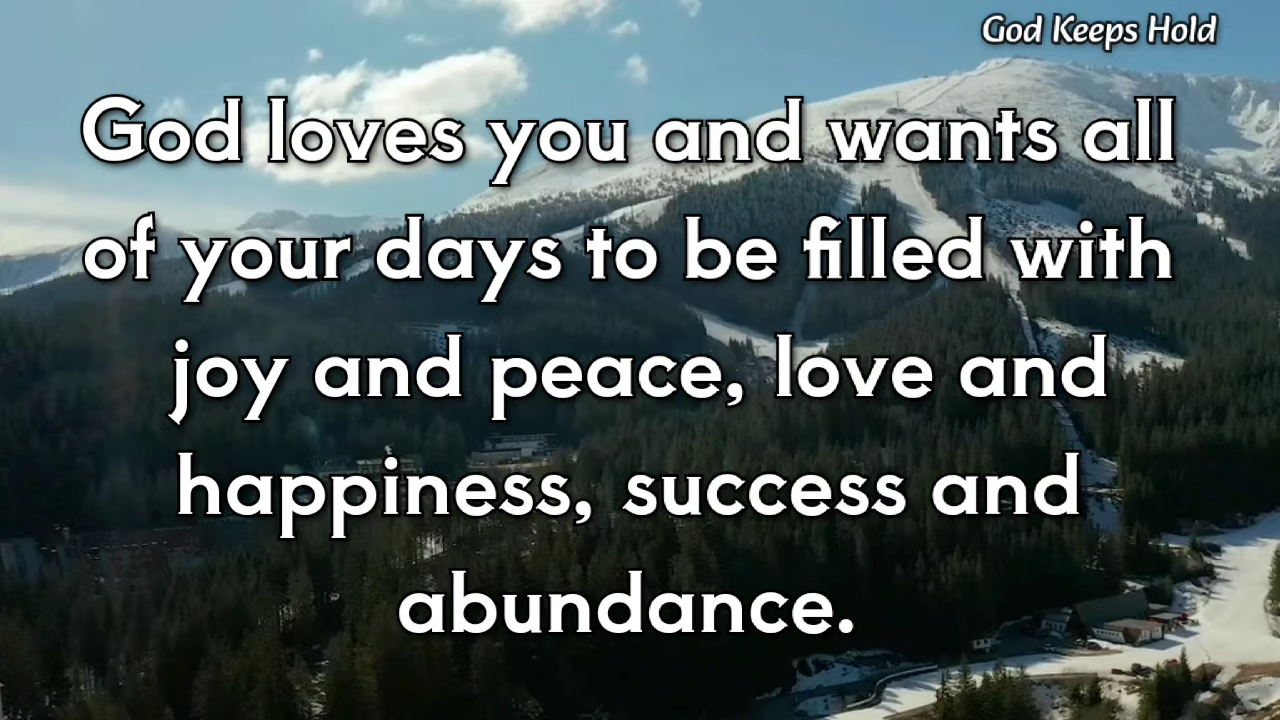 God Keeps Hold
God loves you and wants all
of your days to be filled with
joy and peace, love and
happiness, success and
abundance.